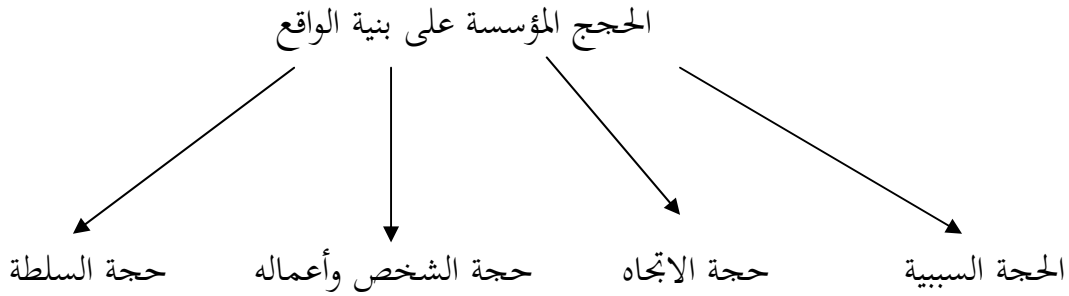 الحجج المؤسسة على بنية الواقع
الحجة السببية حجة الاتجاه حجة الشخص وأعماله حجة السلطة